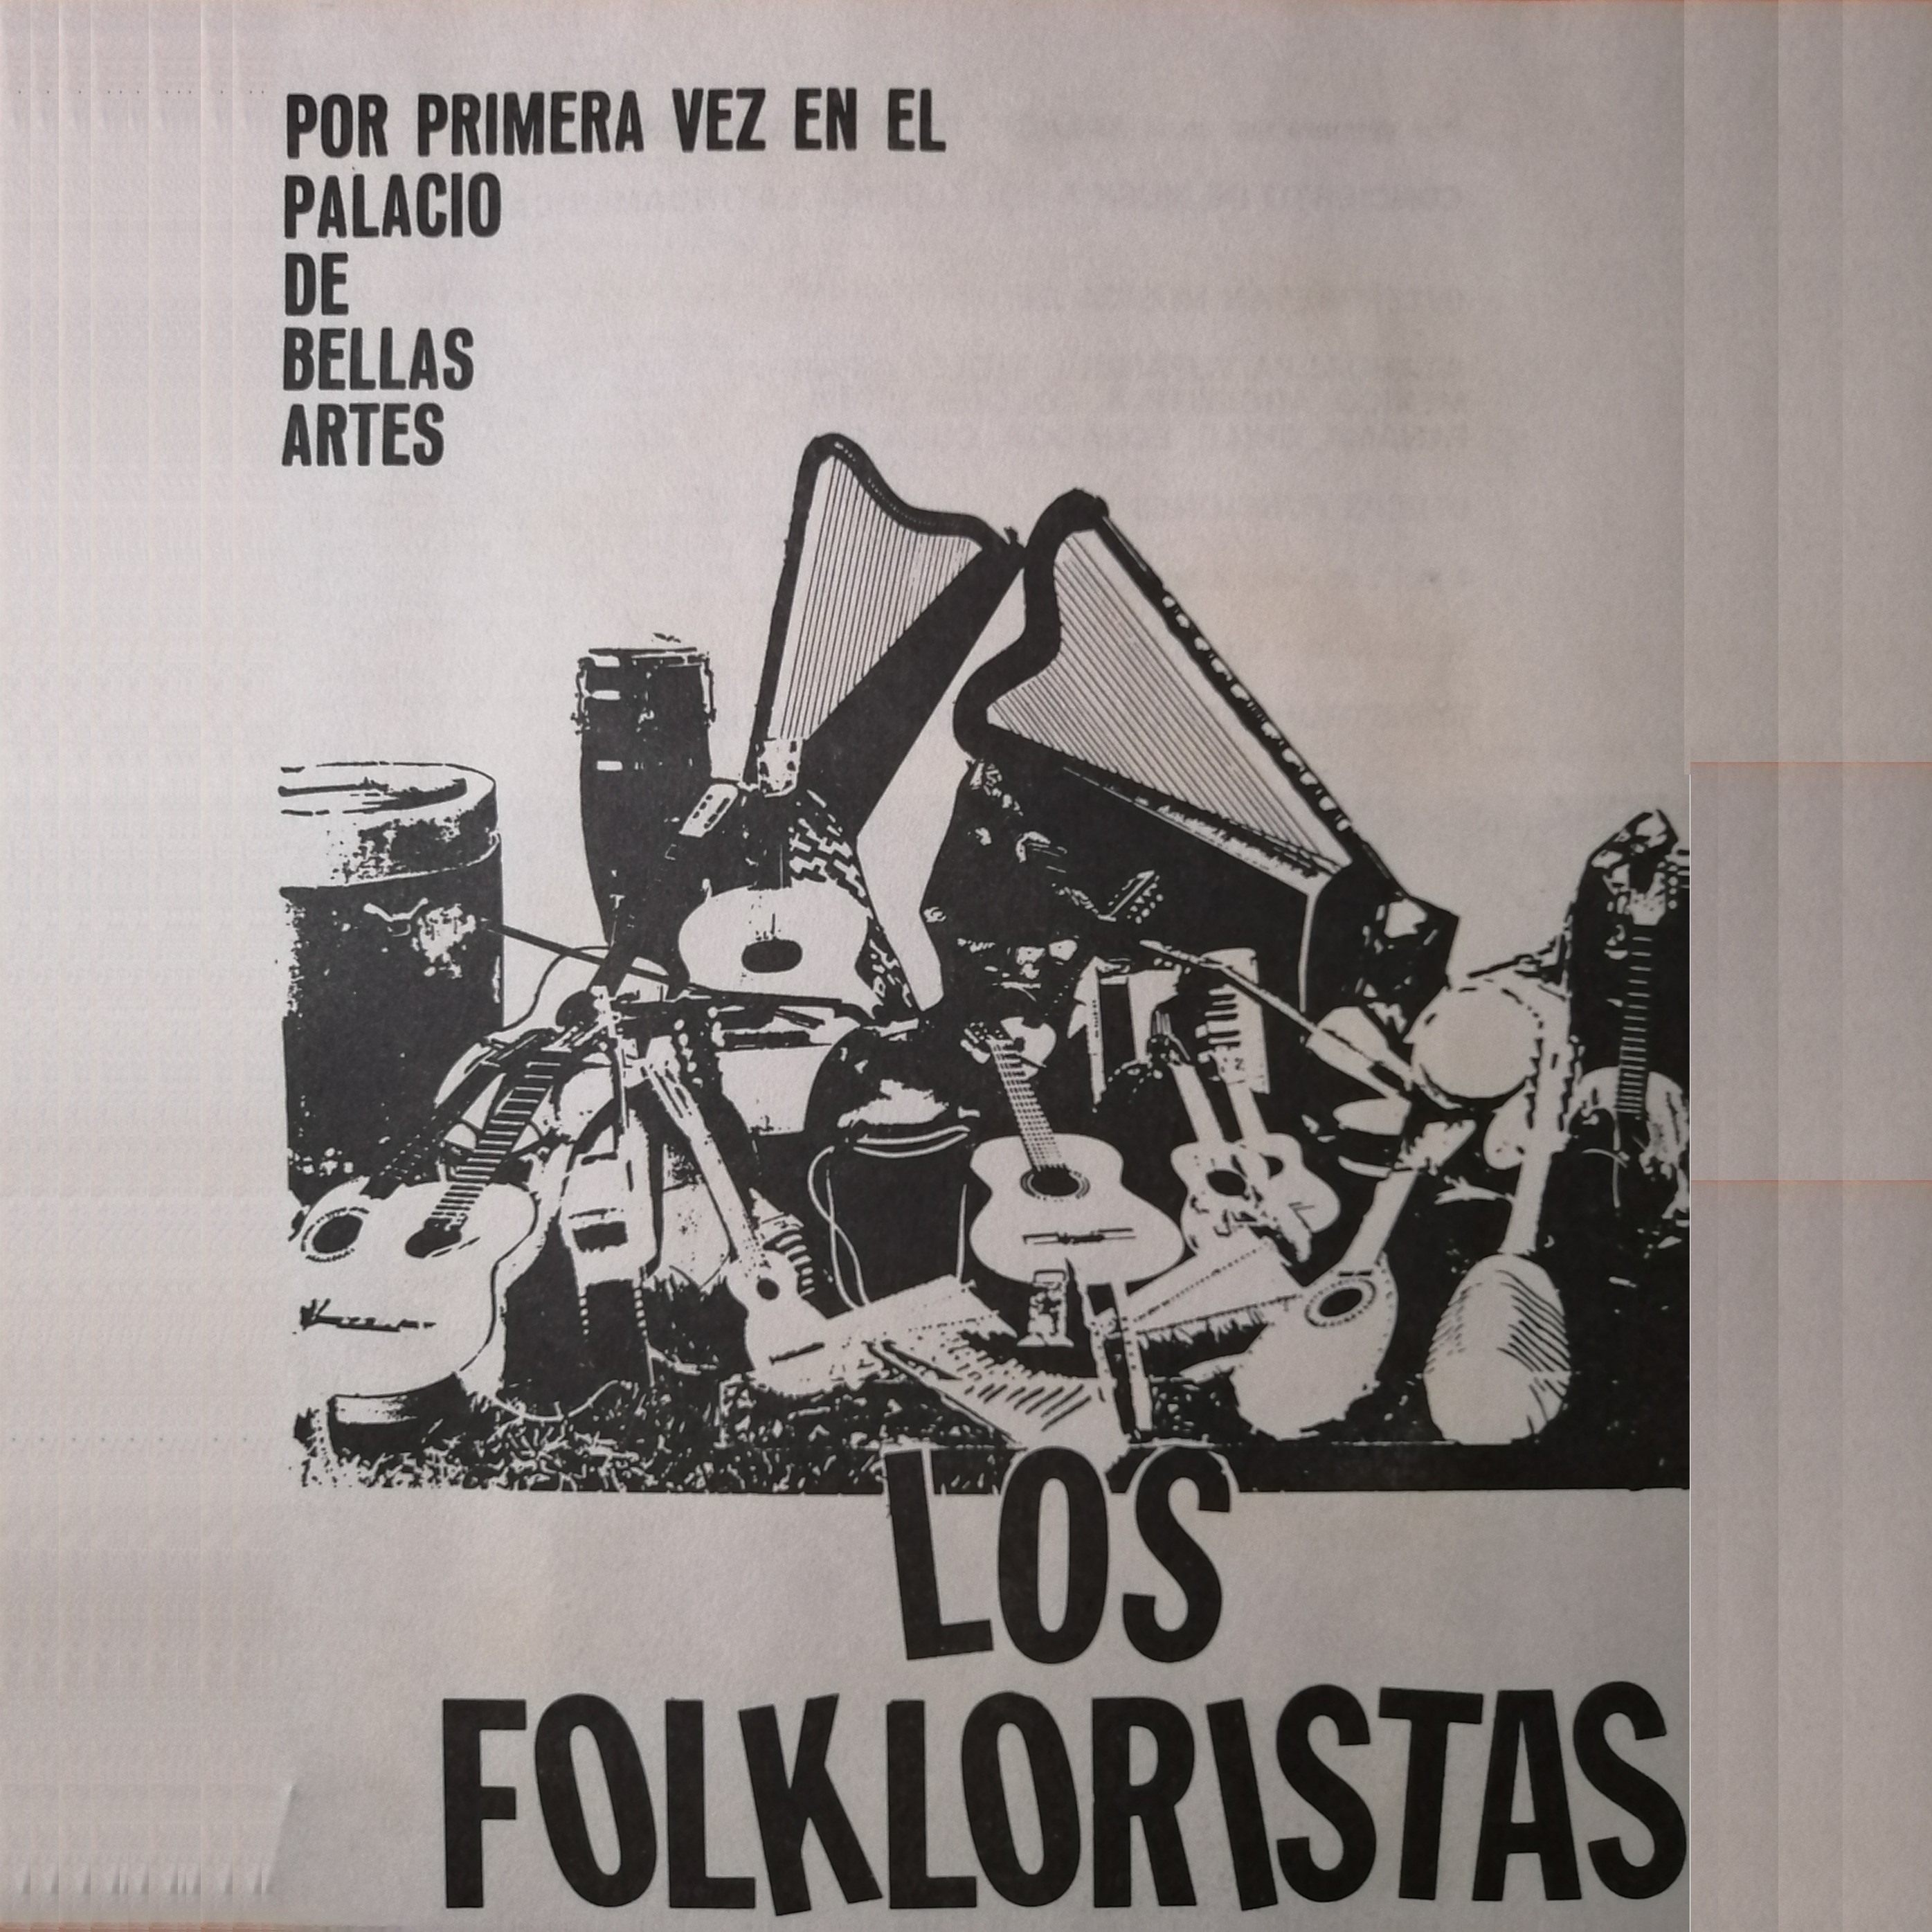 POR PRIMERA VEZ EN EL
PALACIO
DE
BELLAS
ARTES
LOS
FOLKLORISTAS